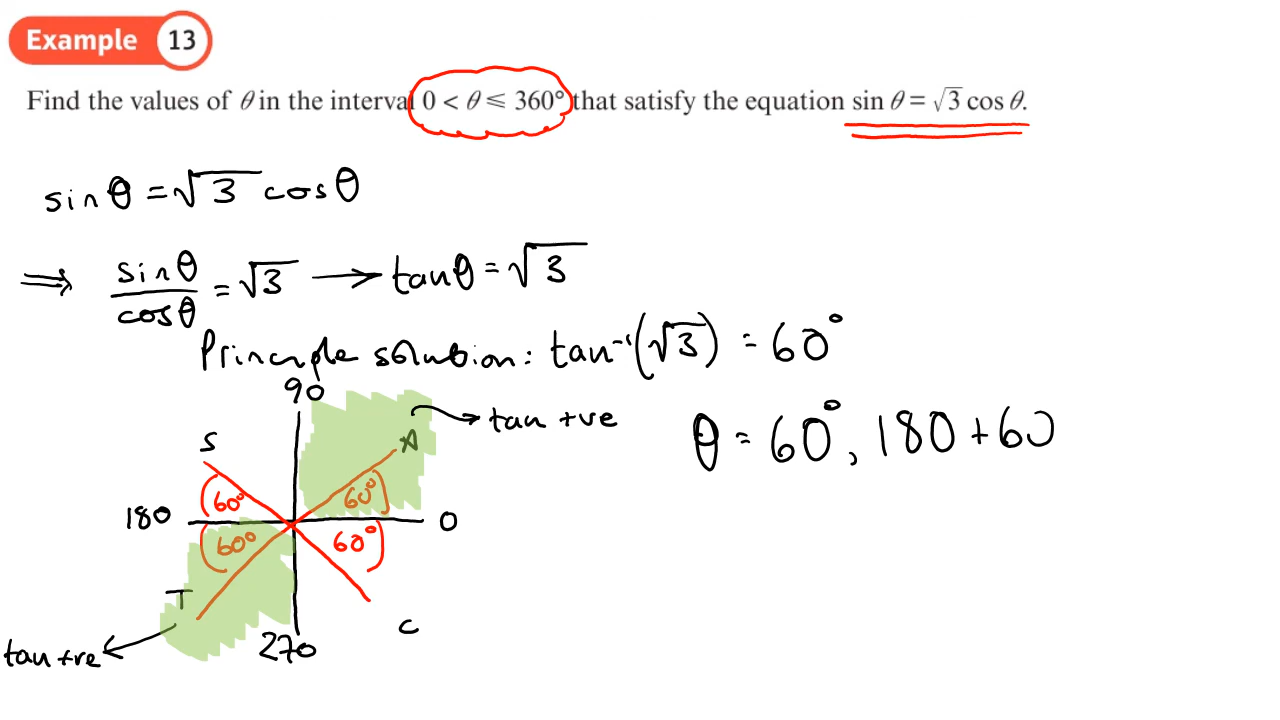 Example 13
Find the values of θ in the interval 0 < θ ⩽ 360° that satisfy the equation sin θ = √3 cos θ.
sinθ = √3 cosθ
⟹ sinθ/cosθ = √3 ⟶ tanθ = √3
Principle solution: tan⁻¹(√3) = 60°
90
tan +ve
θ = 60°, 180 + 60
S
A
60°
60°
180
0
60°
60°
T
C
270
tan +ve